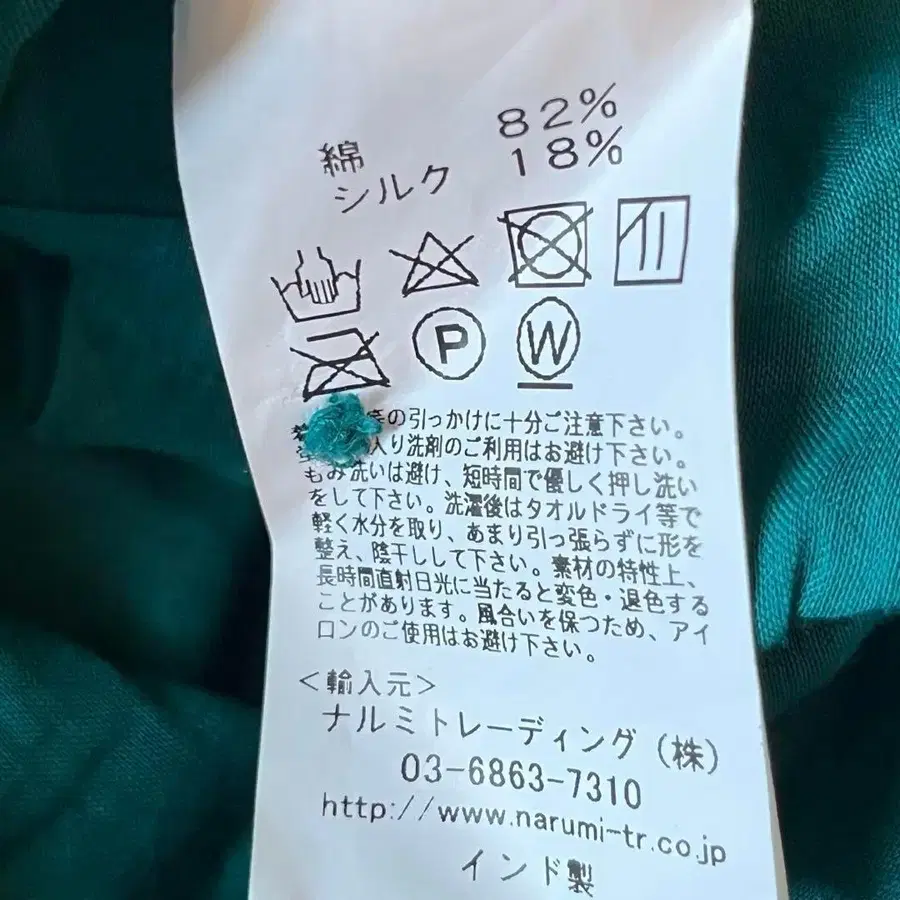 綿 82%
シルク 18%
P W
の引っかけに十分ご注意下さい。
入り洗剤のご利用はお避け下さい。
もみ洗いは避け、短時間で優しく押し洗い
をして下さい。洗濯後はタオルドライ等で
軽く水分を取り、あまり引っ張らずに形を
整え、陰干しして下さい。素材の特性上、
長時間直射日光に当たると変色・退色する
ことがあります。風合いを保つため、アイ
ロンのご使用はお避け下さい。
<輸入元>
ナルミトレーディング(株)
03-6863-7310
http://www.narumi-tr.co.jp
インド製